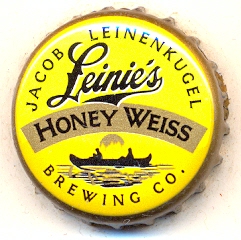 JACOB LEINENKUGEL
Leinie's
HONEY WEISS
BREWING CO.